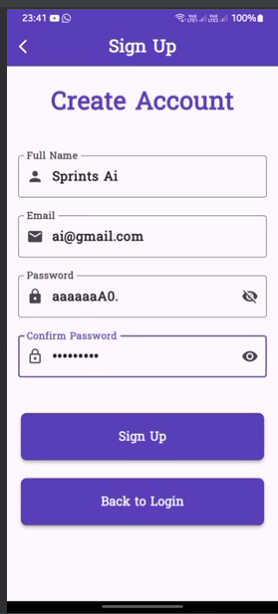 23:41 100%
Sign Up
Create Account
Full Name
Sprints Ai
Email
ai@gmail.com
Password
aaaaaaA0.
Confirm Password
•••••••••
Sign Up
Back to Login